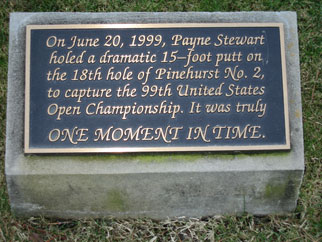 On June 20, 1999, Payne Stewart
holed a dramatic 15-foot putt on
the 18th hole of Pinehurst No. 2,
to capture the 99th United States
Open Championship. It was truly
ONE MOMENT IN TIME.